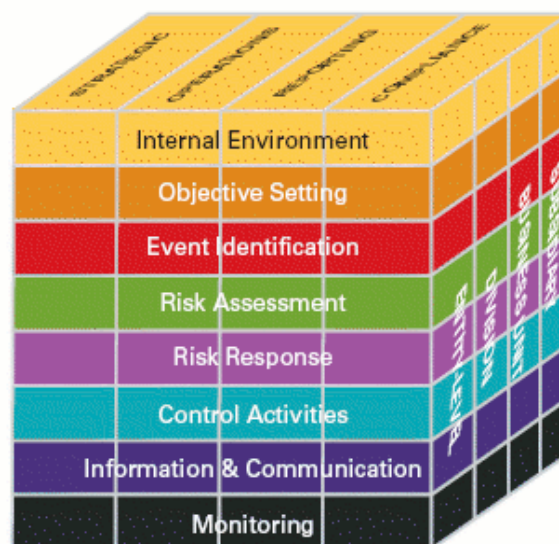 STRATEGIC
OPERATIONS
REPORTING
COMPLIANCE
Internal Environment
Objective Setting
Event Identification
Risk Assessment
Risk Response
Control Activities
Information & Communication
Monitoring
ENTITY-LEVEL
DIVISION
BUSINESS UNIT
SUBSIDIARY